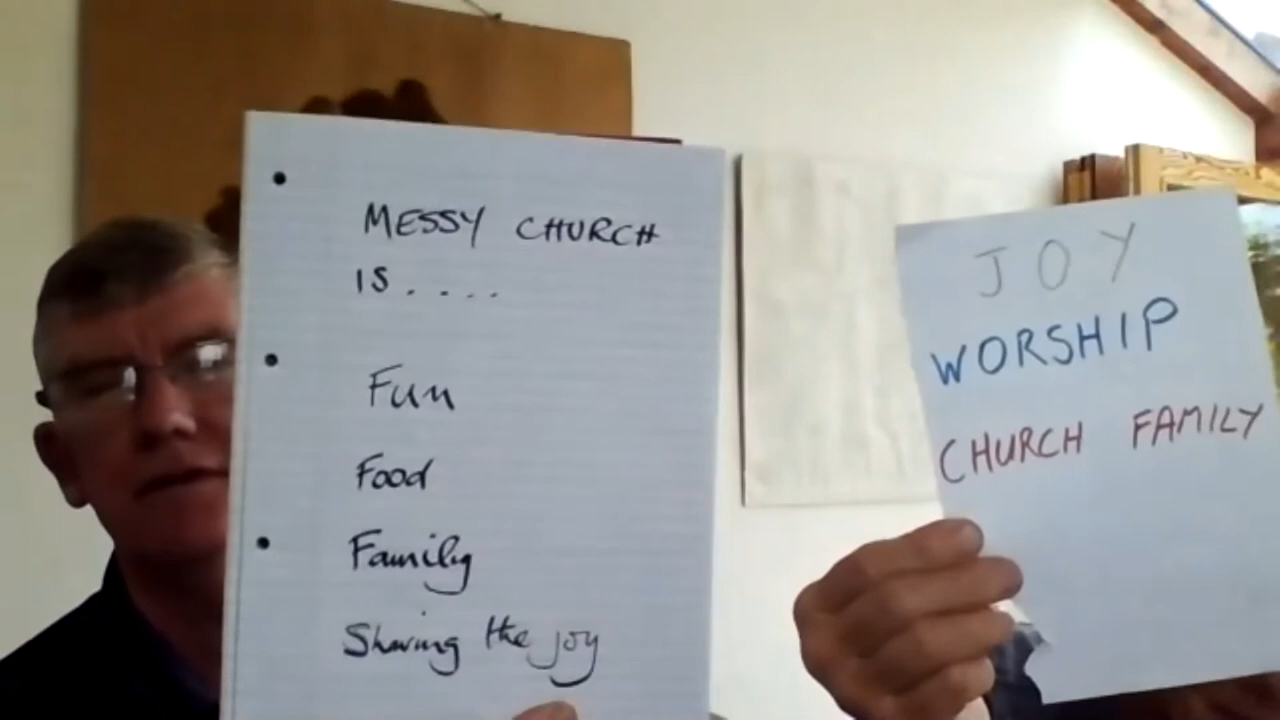 MESSY CHURCH
IS....
Fun
Food
Family
Sharing the joy
JOY
WORSHIP
CHURCH FAMILY